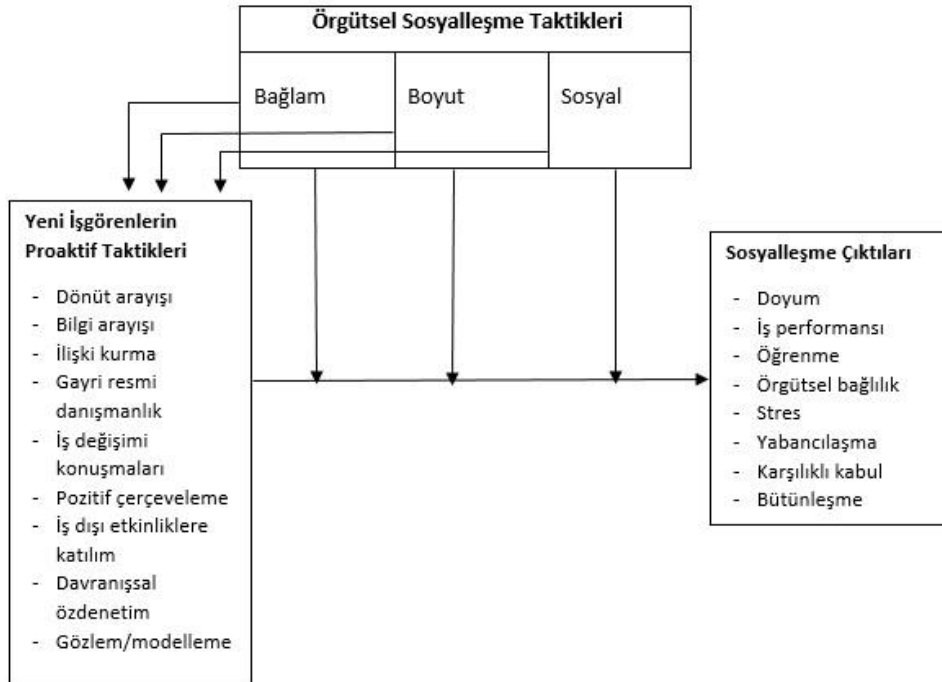 Örgütsel Sosyalleşme Taktikleri
Bağlam
Boyut
Sosyal
Yeni İşgörenlerin
Proaktif Taktikleri
- Dönüt arayışı
- Bilgi arayışı
- İlişki kurma
- Gayri resmi
danışmanlık
- İş değişimi
konuşmaları
- Pozitif çerçeveleme
- İş dışı etkinliklere
katılım
- Davranışsal
özdenetim
- Gözlem/modelleme
Sosyalleşme Çıktıları
- Doyum
- İş performansı
- Öğrenme
- Örgütsel bağlılık
- Stres
- Yabancılaşma
- Karşılıklı kabul
- Bütünleşme